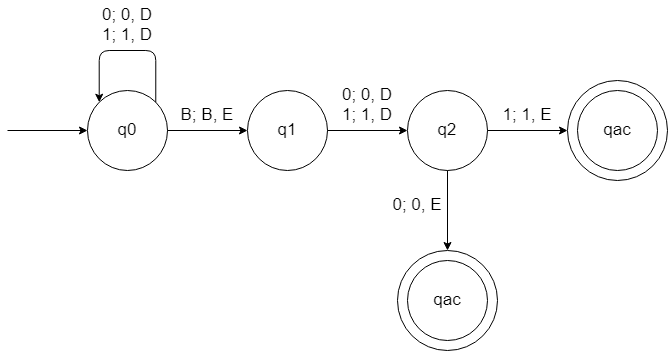 0; 0, D
1; 1, D
q0
B; B, E
q1
0; 0, D
1; 1, D
q2
1; 1, E
qac
0; 0, E
qac